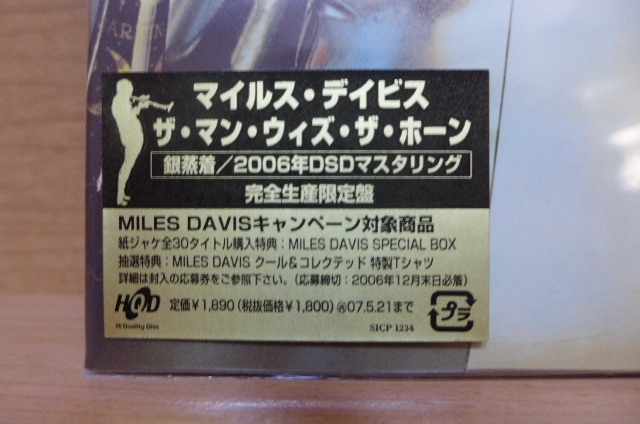 マイルス・デイビス
ザ・マン・ウィズ・ザ・ホーン
銀蒸着/2006年DSDマスタリング
完全生産限定盤
MILES DAVISキャンペーン対象商品
紙ジャケ全30タイトル購入特典:MILES DAVIS SPECIAL BOX
抽選特典:MILES DAVIS クール&コレクテッド 特製Tシャツ
詳細は封入の応募券をご参照下さい。(応募締切:2006年12月末日必着)
HQD
Hi Quality Disc
定価¥1,890(税抜価格¥1,800)㋥07.5.21まで
プラ
SICP 1234